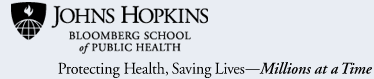 JOHNS HOPKINS
BLOOMBERG SCHOOL
of PUBLIC HEALTH
Protecting Health, Saving Lives—Millions at a Time